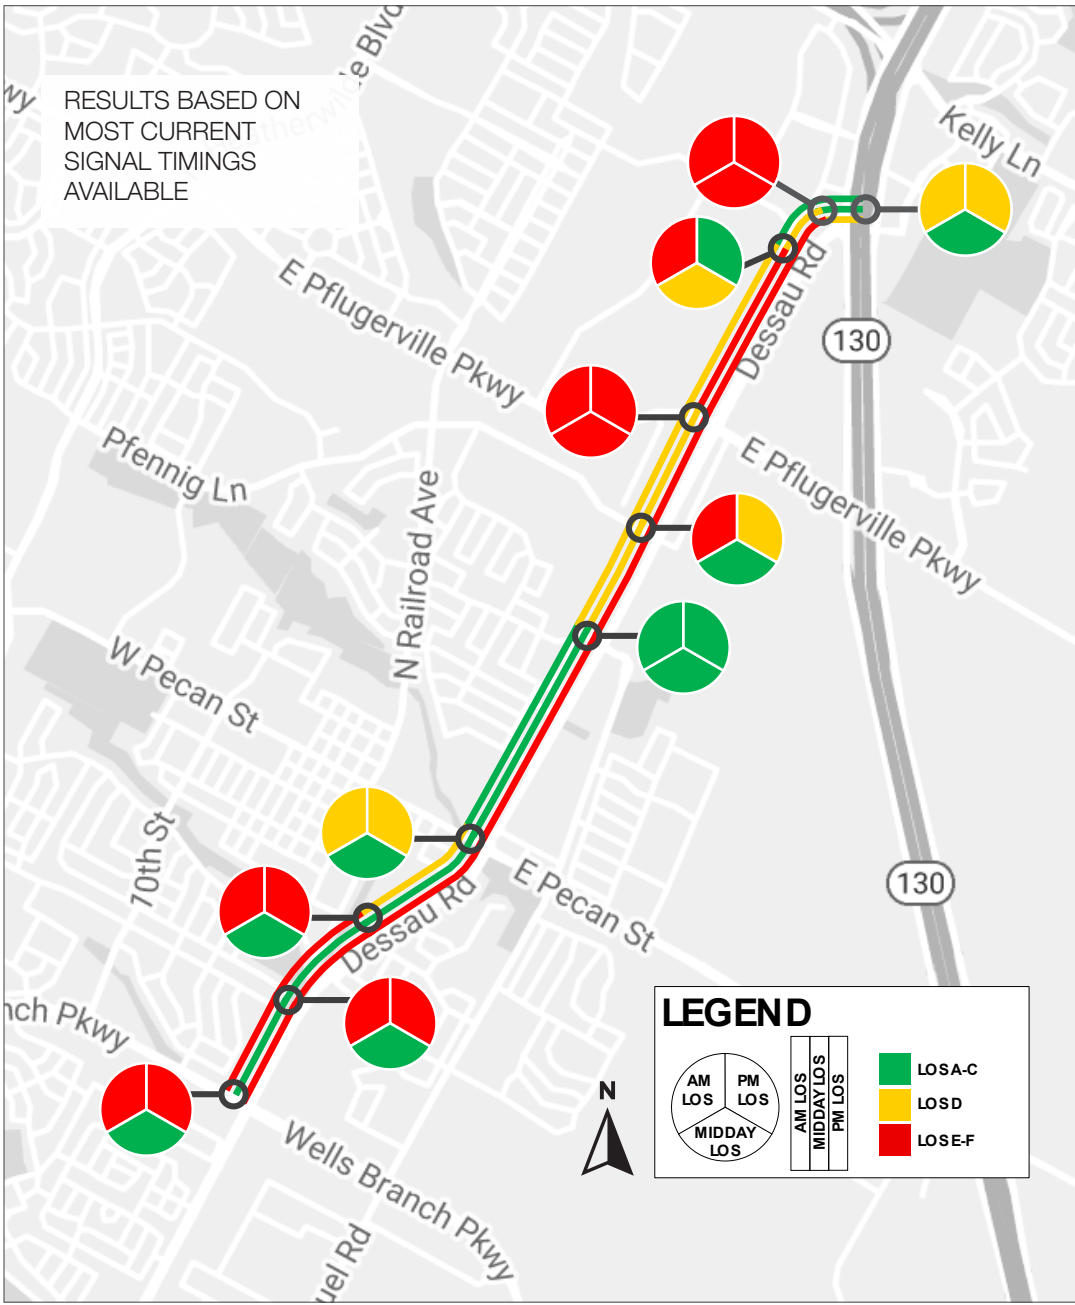 RESULTS BASED ON
MOST CURRENT
SIGNAL TIMINGS
AVAILABLE
Kelly Ln
E Pflugerville Pkwy
Dessau Rd
130
Pfennig Ln
N Railroad Ave
E Pflugerville Pkwy
W Pecan St
10th St
E Pecan St
Dessau Rd
130
Wells Branch Pkwy
N
LEGEND
AM
LOS
PM
LOS
MIDDAY
LOS
AM LOS
MIDDAY LOS
PM LOS
LOS A-C
LOS D
LOS E-F
nch Pkwy
uel Rd
wy
Blvd